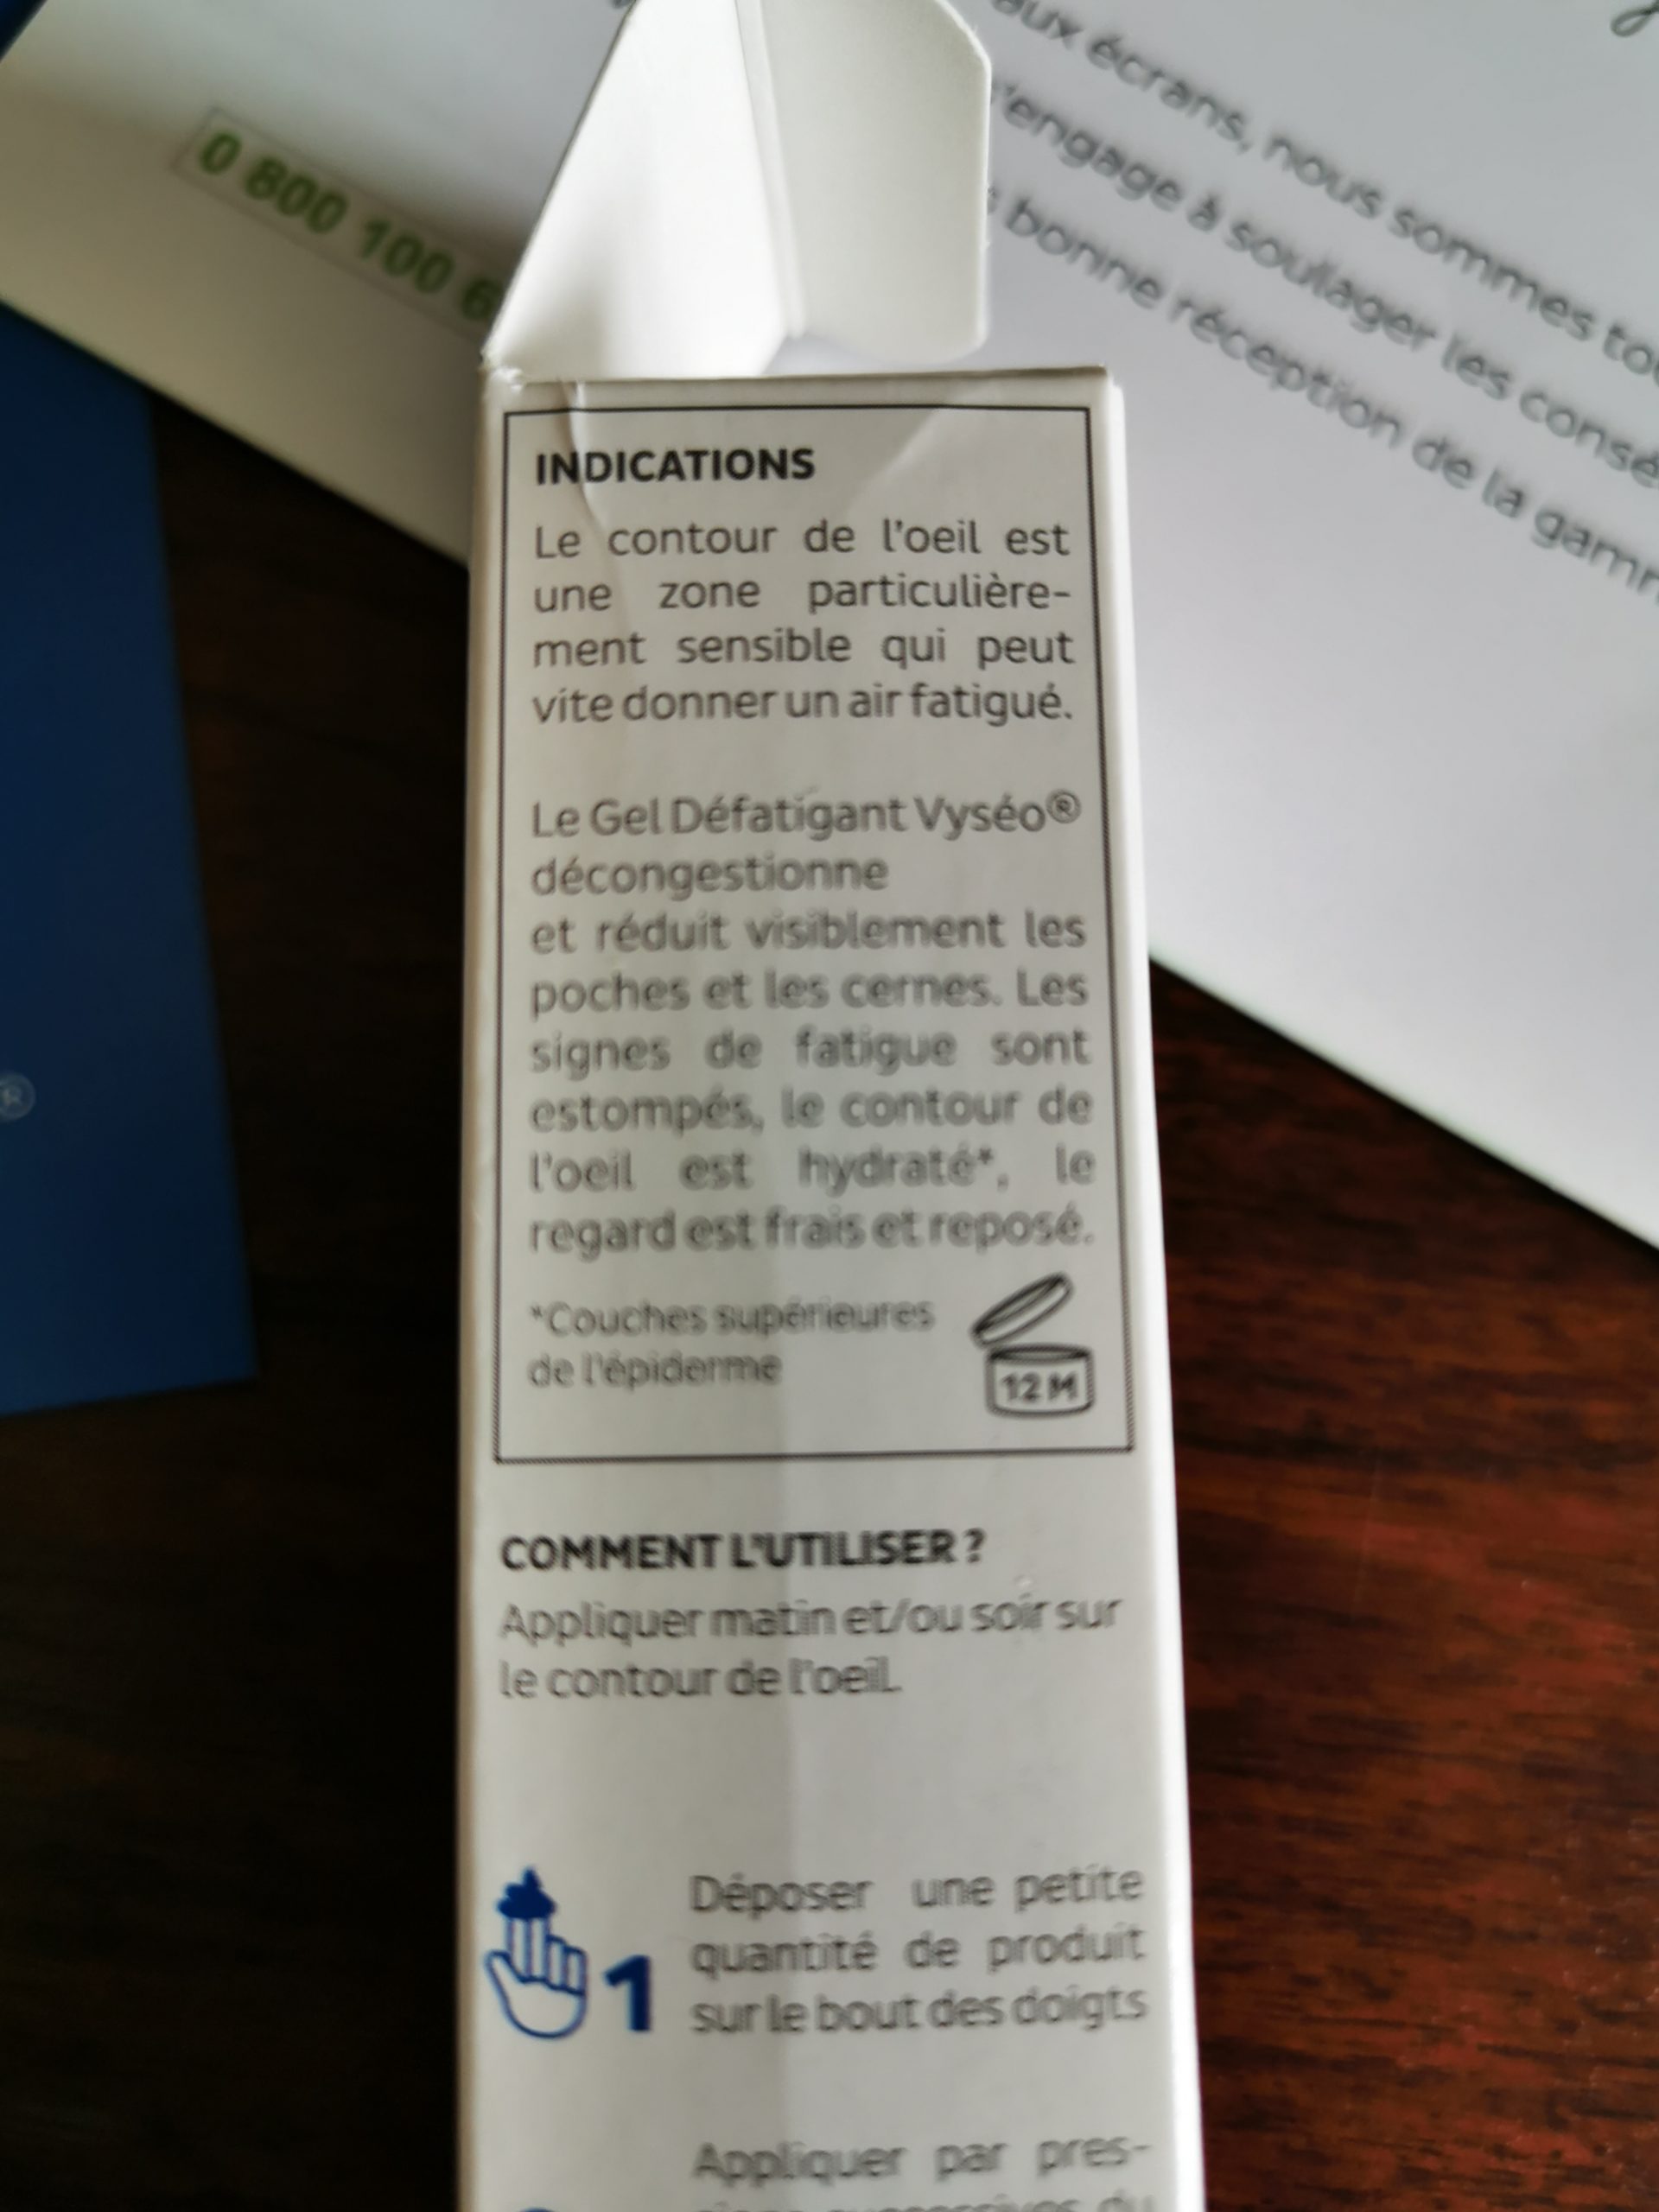 aux écrans, nous sommes
s'engage à soulager les
bonne réception de la
0 800 100
INDICATIONS
Le contour de l'oeil est
une zone particulière-
ment sensible qui peut
vite donner un air fatigué.
Le Gel Défatigant Vyséo®
décongestionne
et réduit visiblement les
poches et les cernes. Les
signes de fatigue sont
estompés, le contour de
l'oeil est hydraté*, le
regard est frais et reposé.
*Couches supérieures
de l'épiderme
12 M
®
COMMENT L'UTILISER ?
Appliquer matin et/ou soir sur
le contour de l'oeil.
1
Déposer une petite
quantité de produit
sur le bout des doigts
Appliquer par pres-